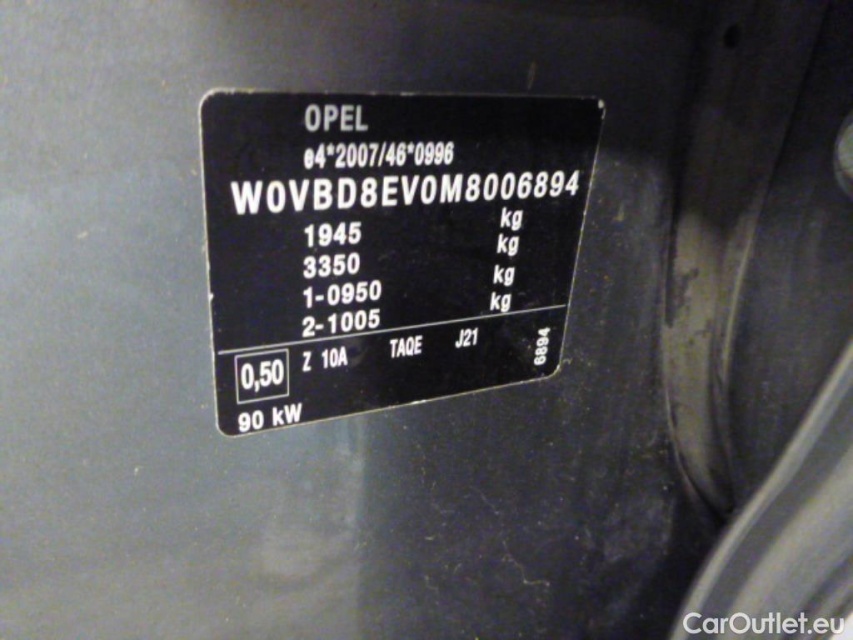 OPEL
e4*2007/46*0996
W0VBD8EV0M8006894
1945 kg
3350 kg
1-0950 kg
2-1005 kg
0,50 Z 10A TAQE J21 6894
90 kW
CarOutlet.eu